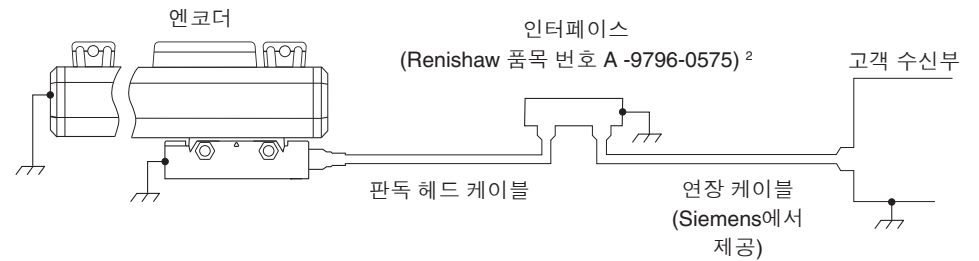 엔코더
인터페이스
(Renishaw 품목 번호 A -9796-0575) ²
고객 수신부
판독 헤드 케이블
연장 케이블
(Siemens에서
제공)